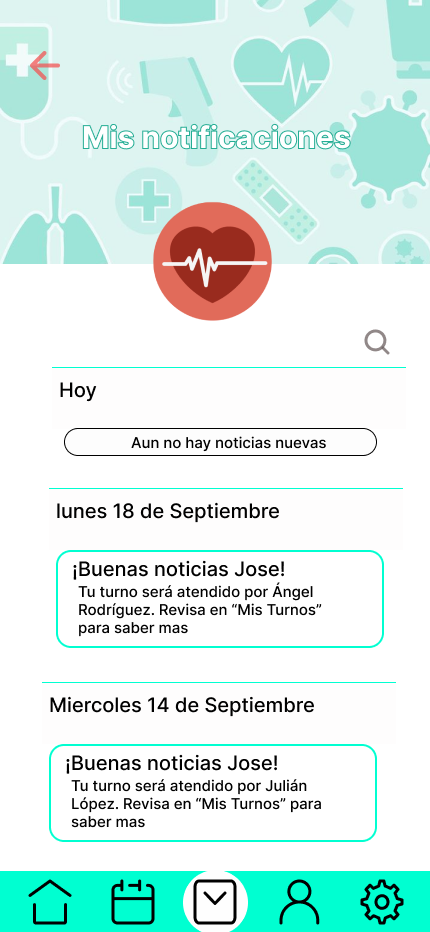 Mis notificaciones
Hoy
Aun no hay noticias nuevas
lunes 18 de Septiembre
¡Buenas noticias Jose!
Tu turno será atendido por Ángel
Rodríguez. Revisa en “Mis Turnos”
para saber mas
Miercoles 14 de Septiembre
¡Buenas noticias Jose!
Tu turno será atendido por Julián
López. Revisa en “Mis Turnos” para
saber mas